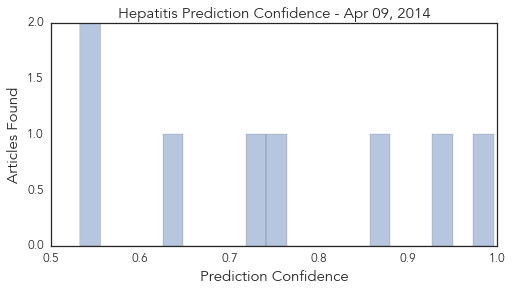 Hepatitis Prediction Confidence - Apr 09, 2014
Articles Found
2.0
1.5
1.0
0.5
0.0
0.5 0.6 0.7 0.8 0.9 1.0
Prediction Confidence